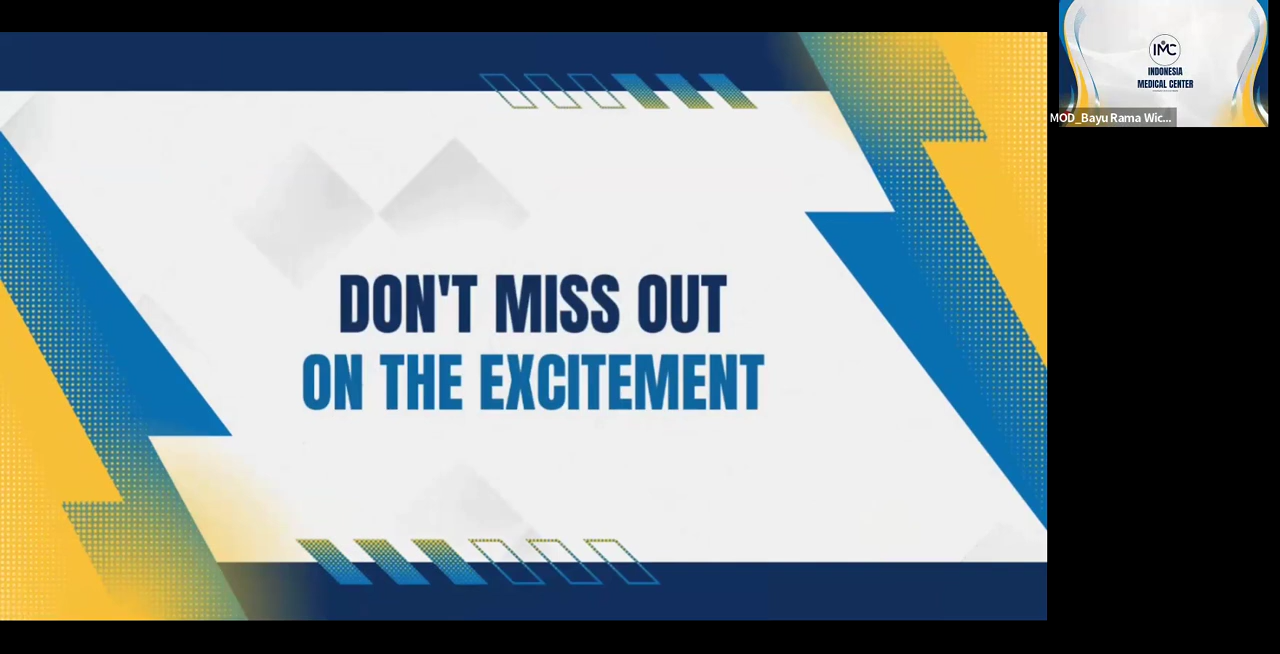 DON'T MISS OUT
ON THE EXCITEMENT
IMC
INDONESIA
MEDICAL CENTER
MOD_Bayu Rama Wic...